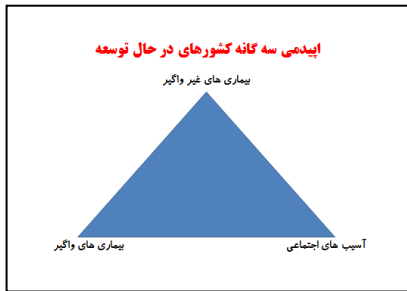 اپیدمی سه گانه کشورهای در حال توسعه
بیماری های غیر واگیر
آسیب های اجتماعی
بیماری های واگیر